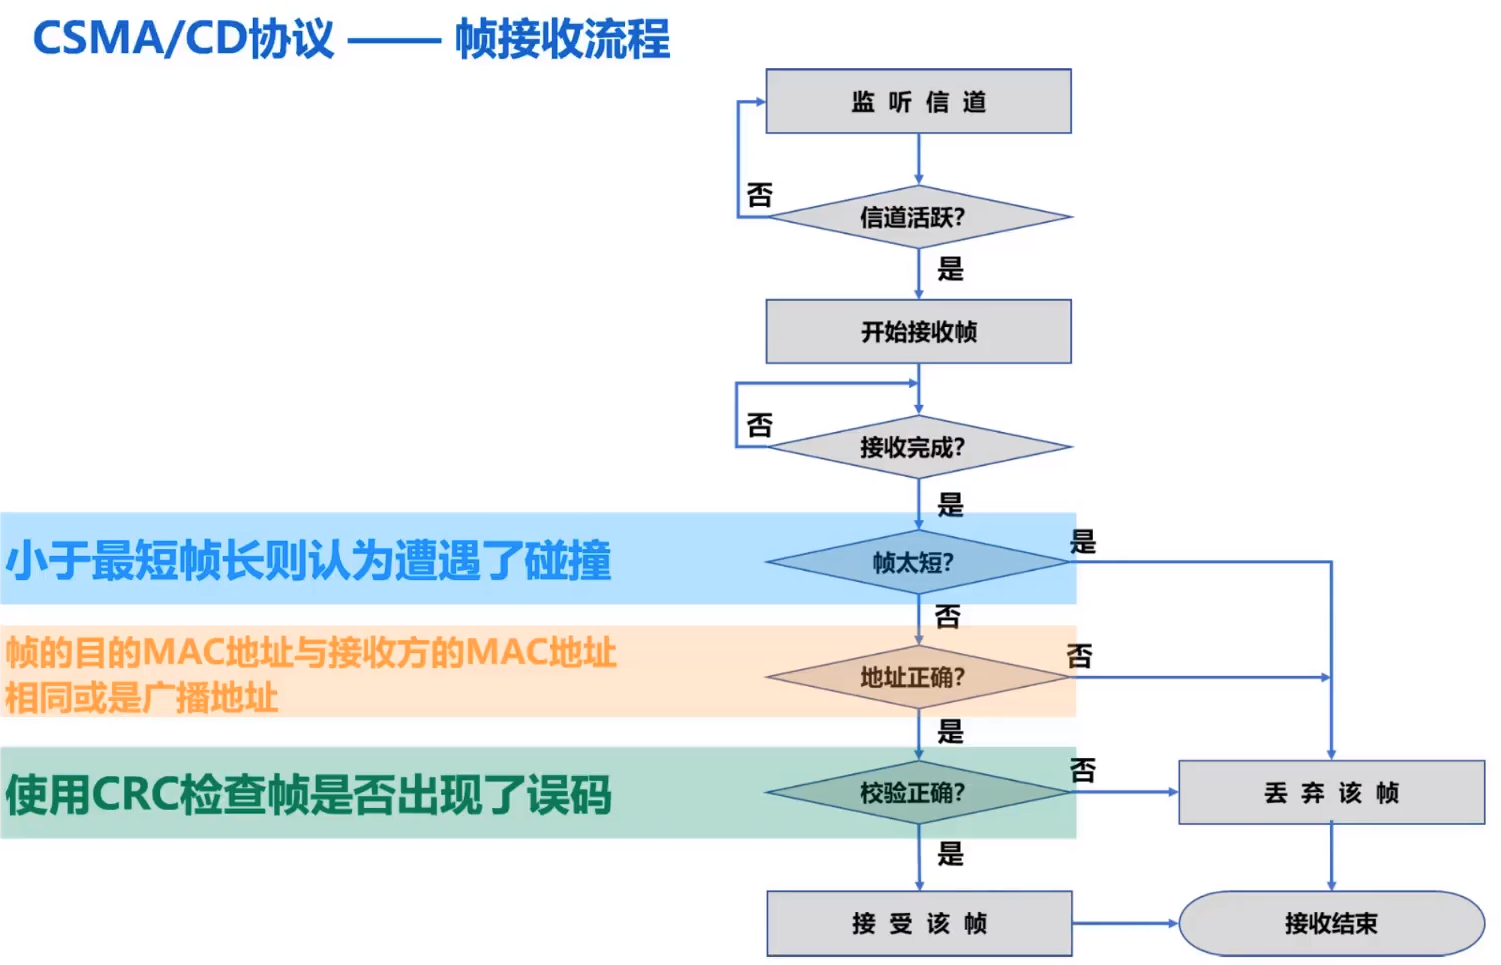 CSMA/CD协议 —— 帧接收流程
监 听 信 道
否
信道活跃?
是
开始接收帧
否
接收完成?
是
小于最短帧长则认为遭遇了碰撞
帧太短?
是
否
帧的目的MAC地址与接收方的MAC地址
相同或是广播地址
地址正确?
否
是
使用CRC检查帧是否出现了误码
校验正确?
否
丢 弃 该 帧
是
接 受 该 帧
接收结束